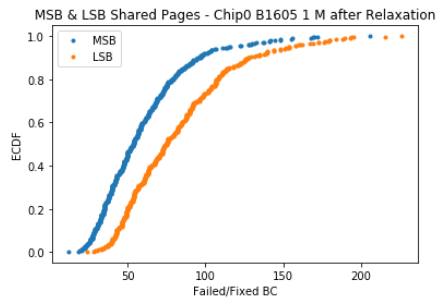 MSB & LSB Shared Pages - Chip0 B1605 1 M after Relaxation
MSB
LSB
1.0
0.8
0.6
0.4
0.2
0.0
ECDF
50
100
150
200
Failed/Fixed BC